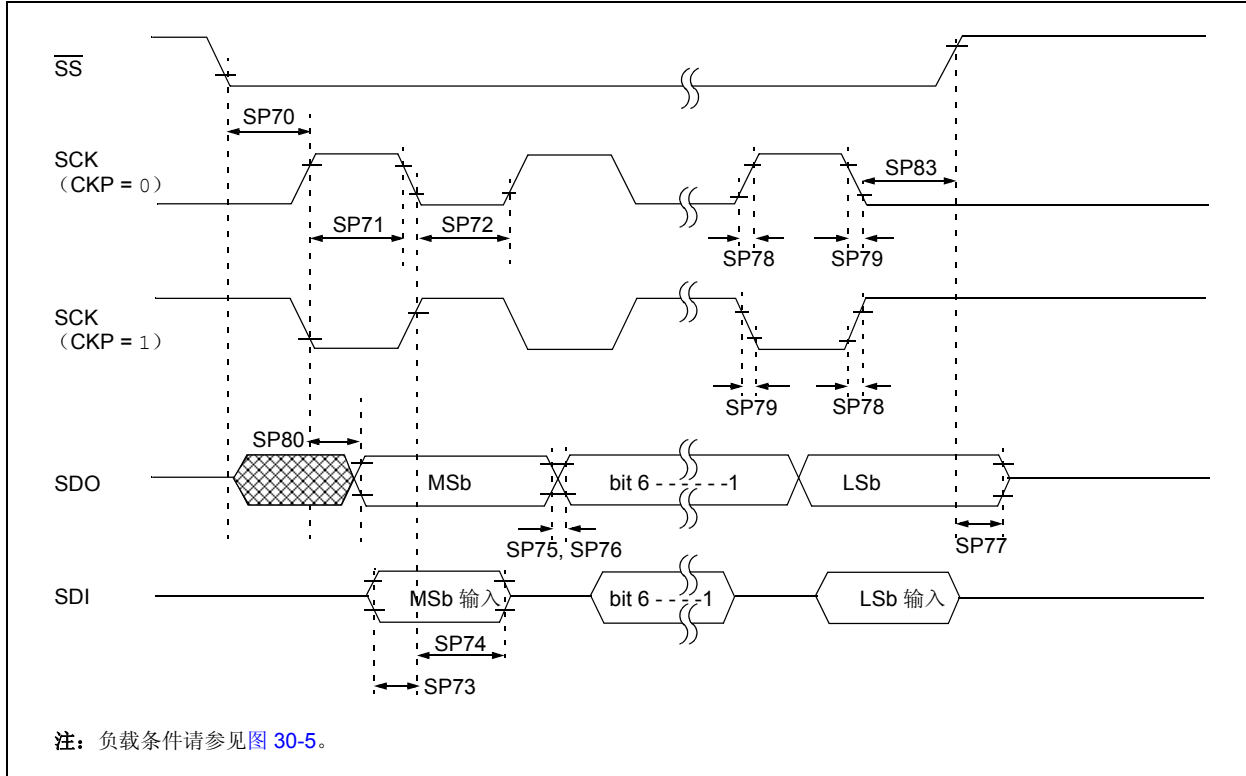 SS
SP70
SCK
（CKP = 0）
SP83
SP71
SP72
SP78
SP79
SCK
（CKP = 1）
SP79
SP78
SP80
SDO
MSb
bit 6 - - - - - -1
LSb
SP75, SP76
SP77
SDI
MSb 输入
bit 6 - - - -1
LSb 输入
SP74
SP73
注：负载条件请参见图 30-5。